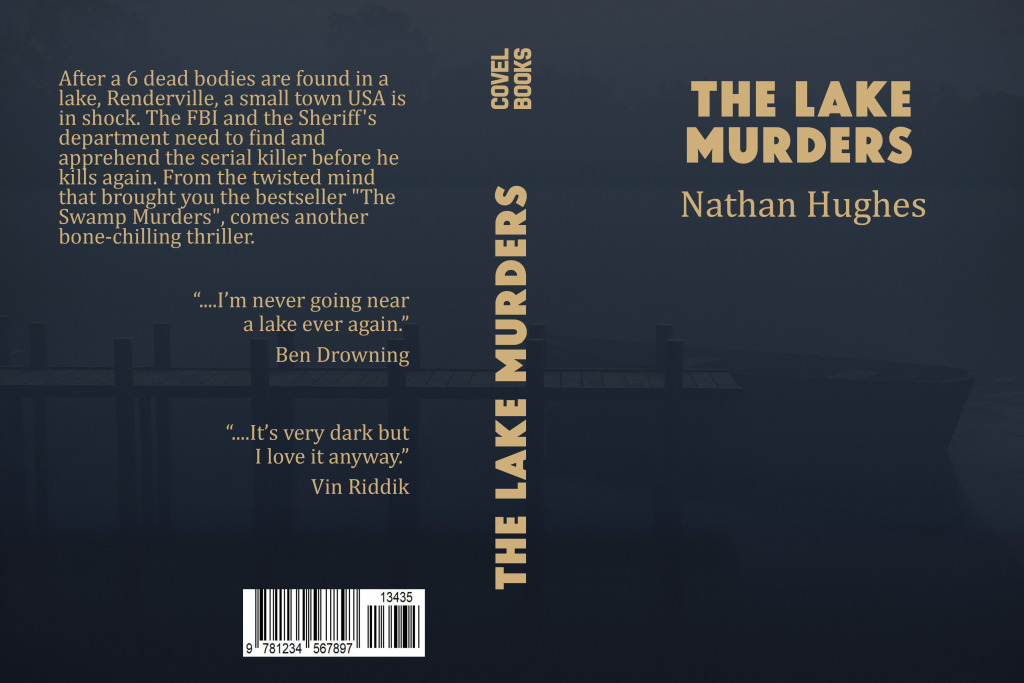 After a 6 dead bodies are found in a
lake, Renderville, a small town USA is
in shock. The FBI and the Sheriff's
department need to find and
apprehend the serial killer before he
kills again. From the twisted mind
that brought you the bestseller "The
Swamp Murders", comes another
bone-chilling thriller.
“....I’m never going near
a lake ever again.”
Ben Drowning
“....It’s very dark but
I love it anyway.”
Vin Riddik
13435
9 781234 567897
COVEL
BOOKS
THE LAKE MURDERS
THE LAKE
MURDERS
Nathan Hughes